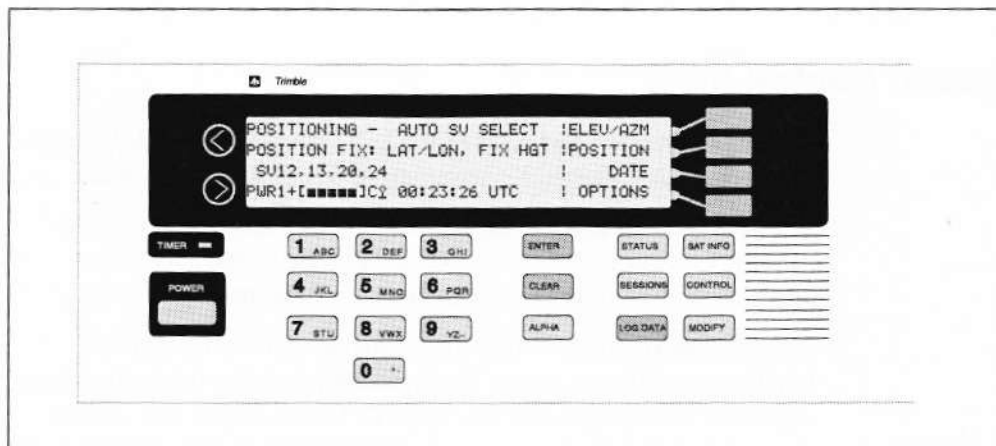 Trimble
POSITIONING - AUTO SV SELECT ¦ELEV/AZM
POSITION FIX: LAT/LON, FIX HGT ¦POSITION
SV12,13,20,24 ¦ DATE
PWR1+[■■■■■]C 00:23:26 UTC ¦ OPTIONS
TIMER
POWER
1 ABC 2 DEF 3 GHI ENTER STATUS SAT INFO
4 JKL 5 MNO 6 PQR CLEAR SESSIONS CONTROL
7 STU 8 VWX 9 YZ-. ALPHA LOG DATA MODIFY
0